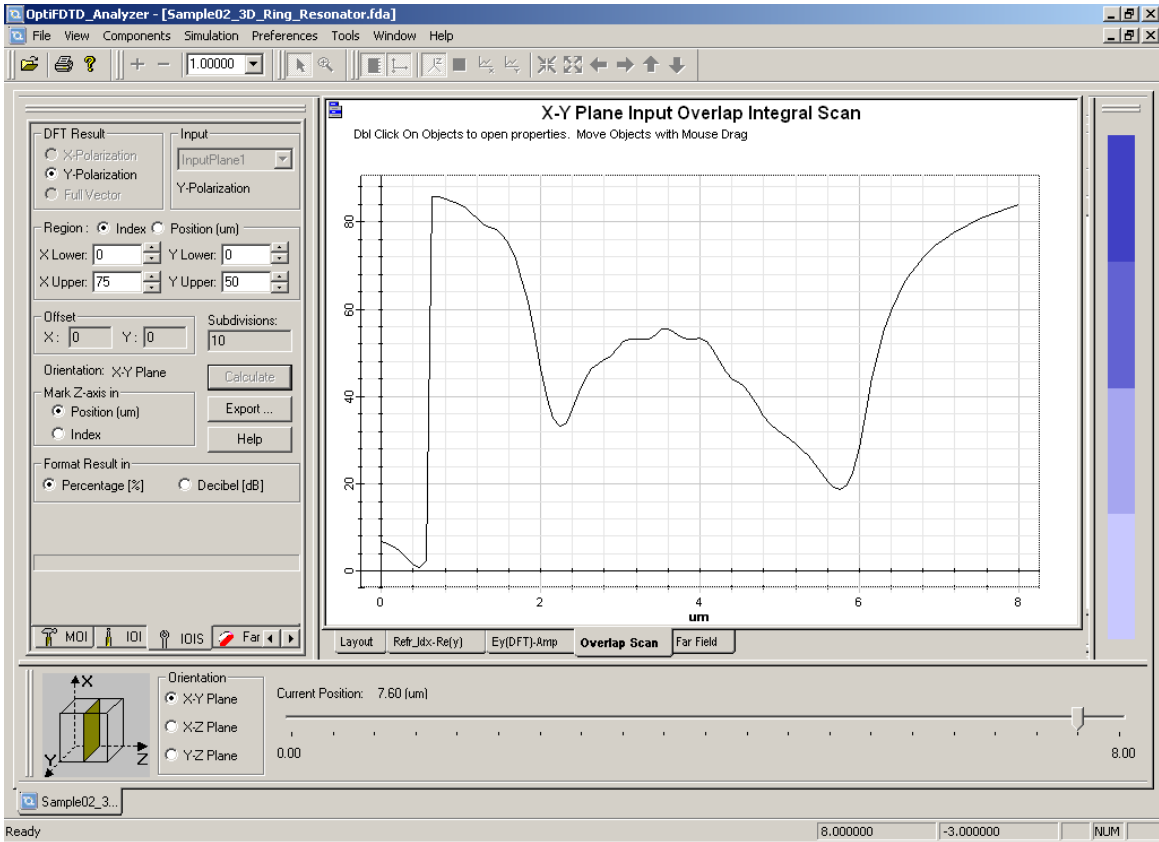 OptiFDTD_Analyzer - [Sample02_3D_Ring_Resonator.fda]
File View Components Simulation Preferences Tools Window Help
1.00000
DFT Result
X-Polarization
Y-Polarization
Full Vector
Input
InputPlane1
Y-Polarization
Region : Index Position (um)
X Lower: 0 Y Lower: 0
X Upper: 75 Y Upper: 50
Offset
X: 0 Y: 0
Subdivisions:
10
Orientation: X-Y Plane
Calculate
Mark Z-axis in
Position (um)
Index
Export ...
Help
Format Result in
Percentage [%] Decibel [dB]
MOI IOI IOIS Far
X-Y Plane Input Overlap Integral Scan
Dbl Click On Objects to open properties. Move Objects with Mouse Drag
80
60
40
20
0
0 2 4 6 8
um
Layout Refr_Idx-Re(y) Ey(DFT)-Amp Overlap Scan Far Field
X
Y
Z
Orientation
X-Y Plane
X-Z Plane
Y-Z Plane
Current Position: 7.60 (um)
0.00 8.00
Sample02_3...
Ready 8.000000 -3.000000 NUM